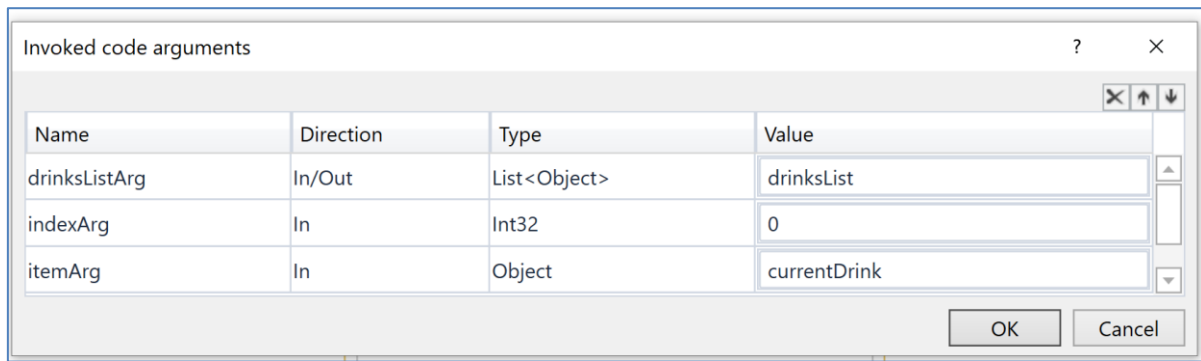 Invoked code arguments ?
Name Direction Type Value
drinksListArg In/Out List<Object> drinksList
indexArg In Int32 0
itemArg In Object currentDrink
OK Cancel